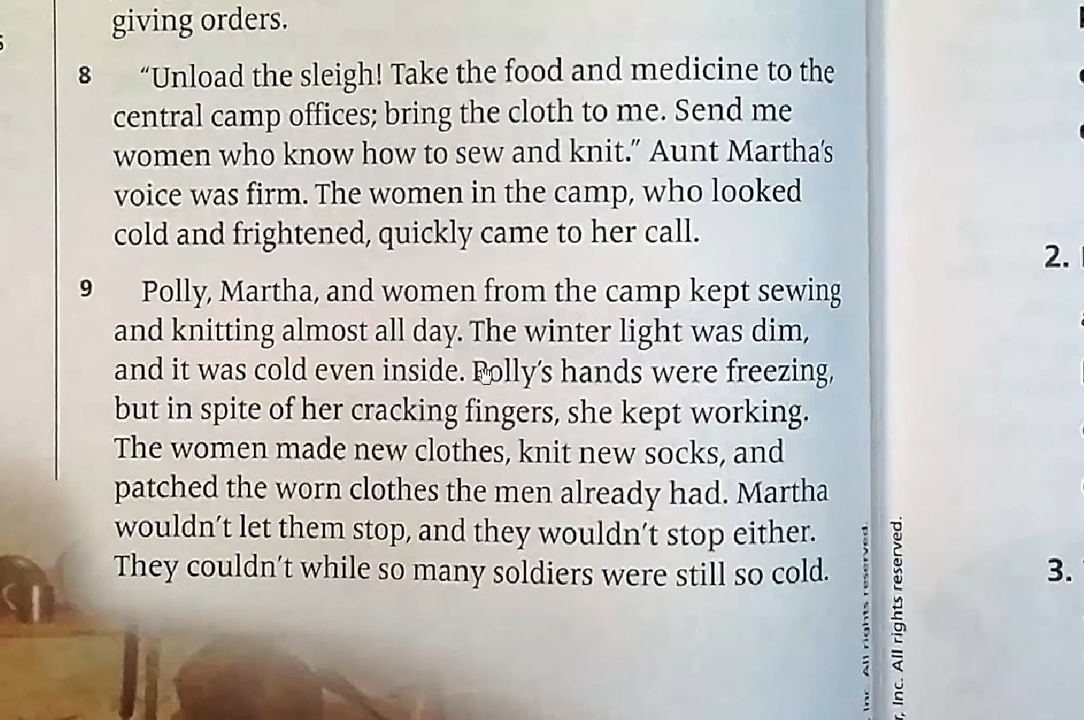 giving orders.
8 “Unload the sleigh! Take the food and medicine to the
central camp offices; bring the cloth to me. Send me
women who know how to sew and knit.” Aunt Martha’s
voice was firm. The women in the camp, who looked
cold and frightened, quickly came to her call.
9 Polly, Martha, and women from the camp kept sewing
and knitting almost all day. The winter light was dim,
and it was cold even inside. Polly’s hands were freezing,
but in spite of her cracking fingers, she kept working.
The women made new clothes, knit new socks, and
patched the worn clothes the men already had. Martha
wouldn’t let them stop, and they wouldn’t stop either.
They couldn’t while so many soldiers were still so cold.
Inc. All rights reserved.
, Inc. All rights reserved.
2.
3.